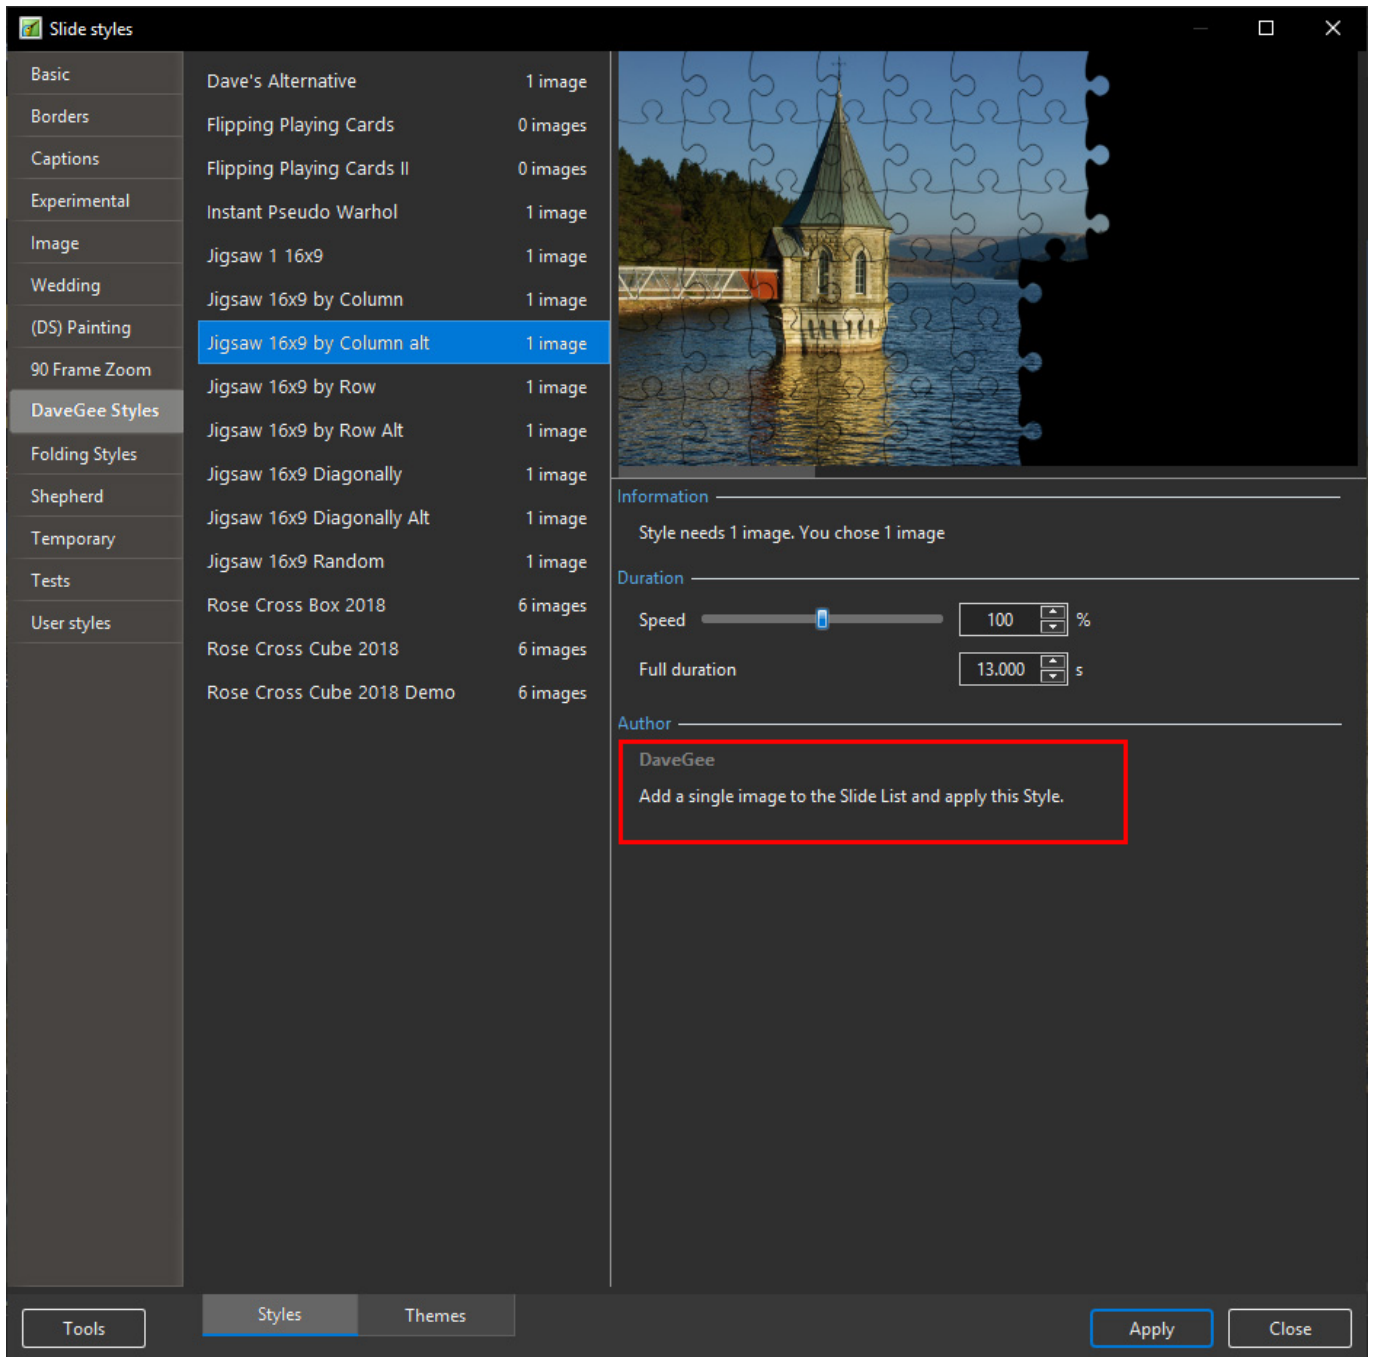 Slide styles
Basic
Borders
Captions
Experimental
Image
Wedding
(DS) Painting
90 Frame Zoom
DaveGee Styles
Folding Styles
Shepherd
Temporary
Tests
User styles
Dave's Alternative 1 image
Flipping Playing Cards 0 images
Flipping Playing Cards II 0 images
Instant Pseudo Warhol 1 image
Jigsaw 1 16x9 1 image
Jigsaw 16x9 by Column 1 image
Jigsaw 16x9 by Column alt 1 image
Jigsaw 16x9 by Row 1 image
Jigsaw 16x9 by Row Alt 1 image
Jigsaw 16x9 Diagonally 1 image
Jigsaw 16x9 Diagonally Alt 1 image
Jigsaw 16x9 Random 1 image
Rose Cross Box 2018 6 images
Rose Cross Cube 2018 6 images
Rose Cross Cube 2018 Demo 6 images
Information
Style needs 1 image. You chose 1 image
Duration
Speed 100 %
Full duration 13.000 s
Author
DaveGee
Add a single image to the Slide List and apply this Style.
Tools
Styles Themes
Apply Close